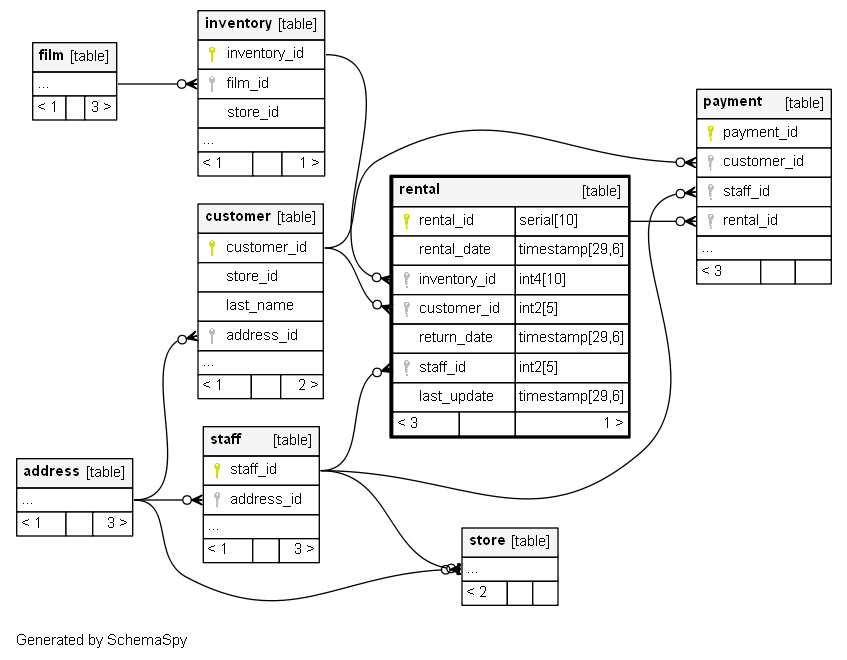 film [table]
...
< 1 3 >
inventory [table]
inventory_id
film_id
store_id
...
< 1 1 >
customer [table]
customer_id
store_id
last_name
address_id
...
< 1 2 >
rental [table]
rental_id serial[10]
rental_date timestamp[29,6]
inventory_id int4[10]
customer_id int2[5]
return_date timestamp[29,6]
staff_id int2[5]
last_update timestamp[29,6]
< 3 1 >
payment [table]
payment_id
customer_id
staff_id
rental_id
...
< 3
address [table]
...
< 1 3 >
staff [table]
staff_id
address_id
...
< 1 3 >
store [table]
...
< 2
Generated by SchemaSpy